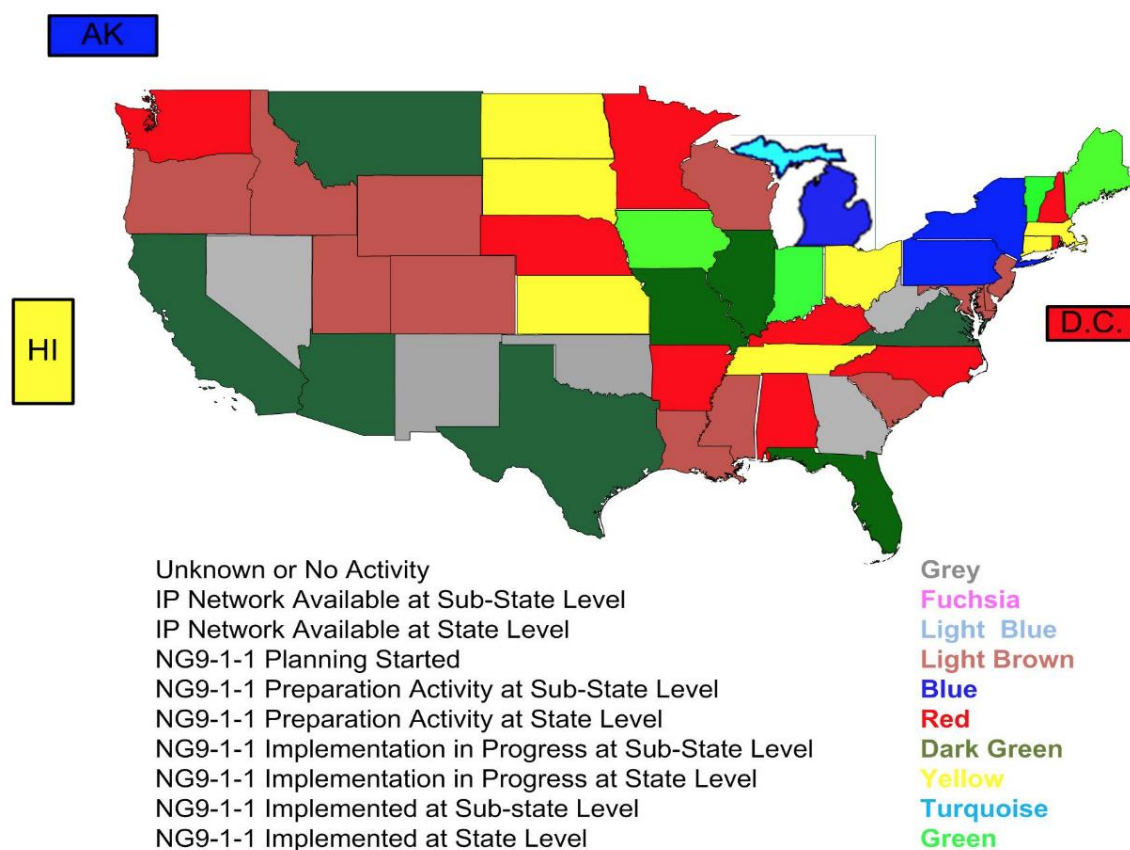 AK
HI
D.C.
Unknown or No Activity Grey
IP Network Available at Sub-State Level Fuchsia
IP Network Available at State Level Light Blue
NG9-1-1 Planning Started Light Brown
NG9-1-1 Preparation Activity at Sub-State Level Blue
NG9-1-1 Preparation Activity at State Level Red
NG9-1-1 Implementation in Progress at Sub-State Level Dark Green
NG9-1-1 Implementation in Progress at State Level Yellow
NG9-1-1 Implemented at Sub-state Level Turquoise
NG9-1-1 Implemented at State Level Green